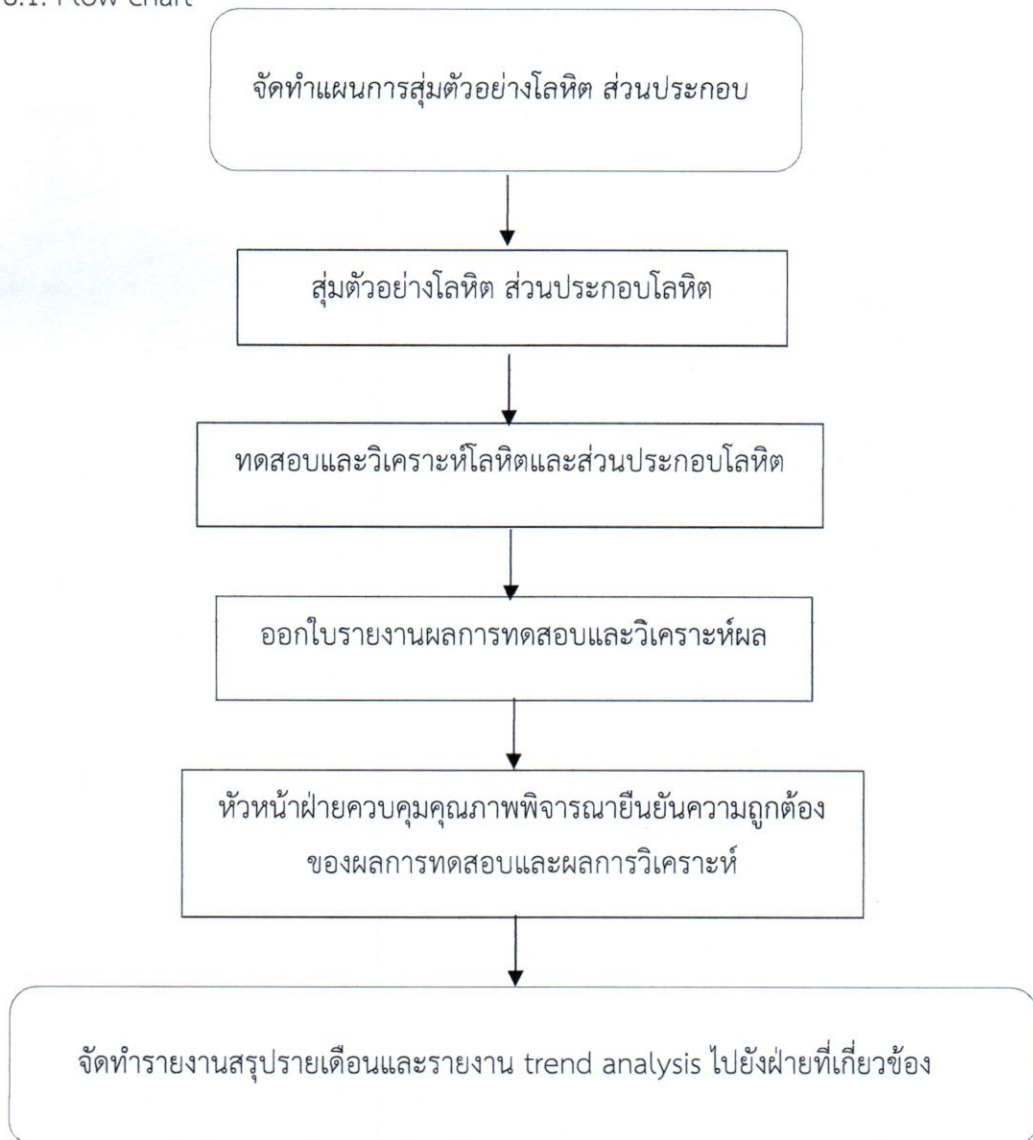 Flow Chart
จัดทำแผนการสุ่มตัวอย่างโลหิต ส่วนประกอบ
สุ่มตัวอย่างโลหิต ส่วนประกอบโลหิต
ทดสอบและวิเคราะห์โลหิตและส่วนประกอบโลหิต
ออกใบรายงานผลการทดสอบและวิเคราะห์ผล
หัวหน้าฝ่ายควบคุมคุณภาพพิจารณายืนยันความถูกต้อง
ของผลการทดสอบและผลการวิเคราะห์
จัดทำรายงานสรุปรายเดือนและรายงาน trend analysis ไปยังฝ่ายที่เกี่ยวข้อง